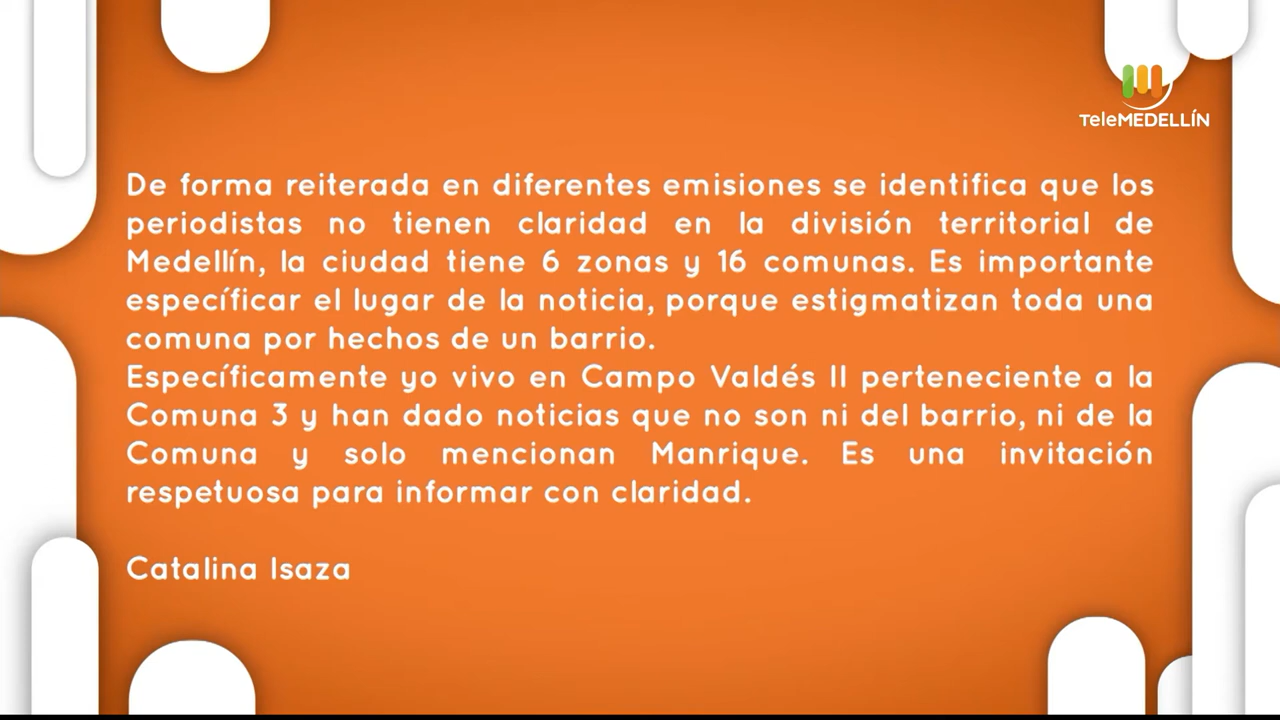 TeleMEDELLÍN
De forma reiterada en diferentes emisiones se identifica que los
periodistas no tienen claridad en la división territorial de
Medellín, la ciudad tiene 6 zonas y 16 comunas. Es importante
específicar el lugar de la noticia, porque estigmatizan toda una
comuna por hechos de un barrio.
Específicamente yo vivo en Campo Valdés II perteneciente a la
Comuna 3 y han dado noticias que no son ni del barrio, ni de la
Comuna y solo mencionan Manrique. Es una invitación
respetuosa para informar con claridad.
Catalina Isaza